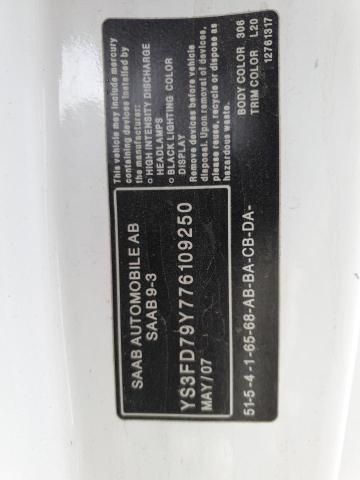 SAAB AUTOMOBILE AB
SAAB 9-3
This vehicle may include mercury
containing devices installed by
the manufacturer:
○ HIGH INTENSITY DISCHARGE
HEADLAMPS
○ BLACK LIGHTING COLOR
DISPLAY
Remove devices before vehicle
disposal. Upon removal of devices,
please reuse, recycle or dispose as
hazardous waste.
YS3FD79Y776109250
MAY/07
51-5-4-1-65-68-AB-BA-CB-DA-
BODY COLOR 306
TRIM COLOR L20
12761317